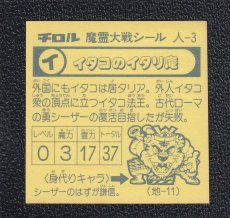 チロル 魔霊大戦シール 人-3
イ イタコのイタリ庵
外国にもイタコは居タリア。外人イタコ
衆の頂点に立つイタコ法王。古代ローマ
の勇シーザーの復活目指したが失敗。
レベル 魔力 霊力 トータル
0 3 17 37
〈身代りキャラ〉
シーザーのはずが謙信。
(地-11)